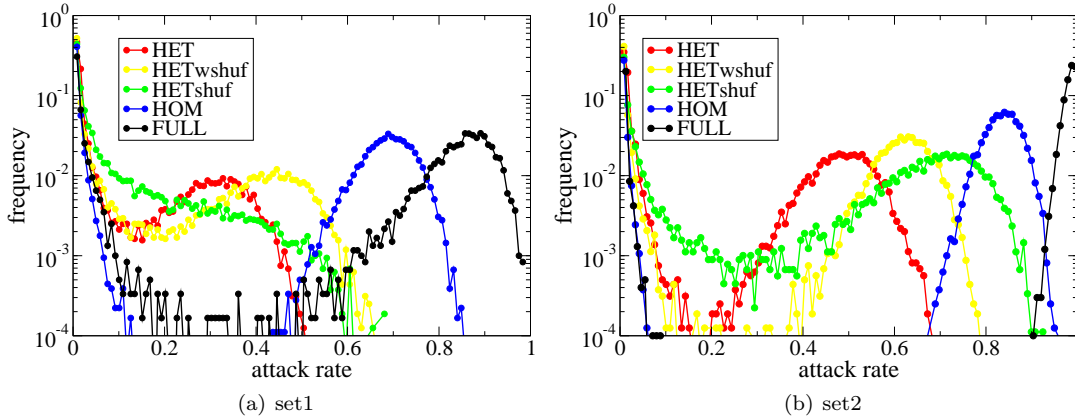 10^0
10^-1
10^-2
10^-3
10^-4
frequency
HET
HETwshuf
HETshuf
HOM
FULL
0 0.2 0.4 0.6 0.8 1
attack rate
(a) set1
10^0
10^-1
10^-2
10^-3
10^-4
frequency
HET
HETwshuf
HETshuf
HOM
FULL
0 0.2 0.4 0.6 0.8
attack rate
(b) set2